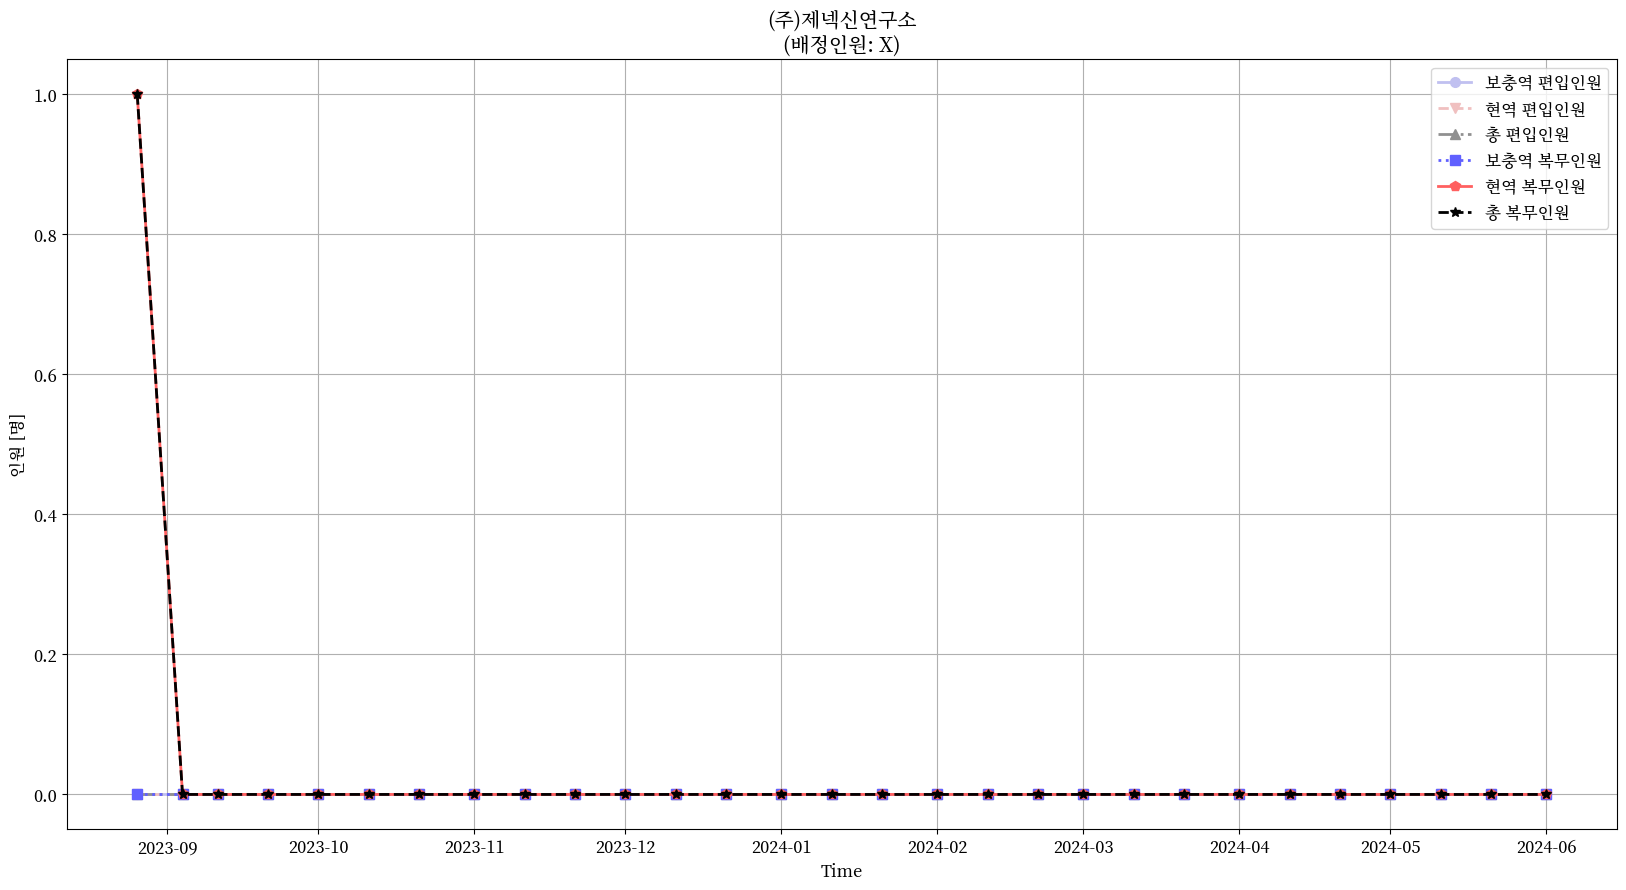 (주)제넥신연구소
(배정인원: X)
보충역 편입인원
현역 편입인원
총 편입인원
보충역 복무인원
현역 복무인원
총 복무인원
인원 [명]
1.0
0.8
0.6
0.4
0.2
0.0
2023-09
2023-10
2023-11
2023-12
2024-01
2024-02
2024-03
2024-04
2024-05
2024-06
Time